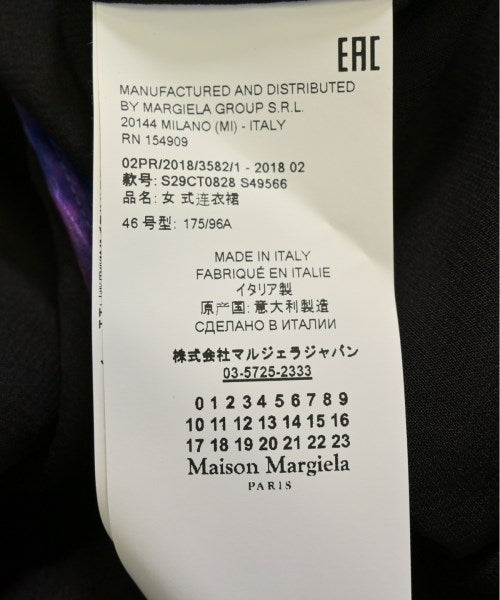 EAC
MANUFACTURED AND DISTRIBUTED
BY MARGIELA GROUP S.R.L.
20144 MILANO (MI) - ITALY
RN 154909
02PR/2018/3582/1 - 2018 02
款号: S29CT0828 S49566
品名: 女 式连衣裙
46 号型: 175/96A
MADE IN ITALY
FABRIQUÉ EN ITALIE
イタリア製
原产国: 意大利製造
СДЕЛАНО В ИТАЛИИ
株式会社マルジェラジャパン
03-5725-2333
0 1 2 3 4 5 6 7 8 9
10 11 12 13 14 15 16
17 18 19 20 21 22 23
Maison Margiela
PARIS